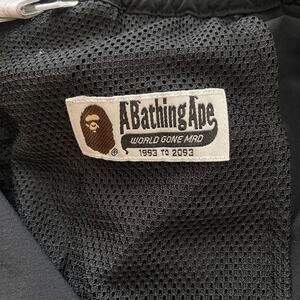 A Bathing Ape
WORLD GONE MAD
1993 TO 2093